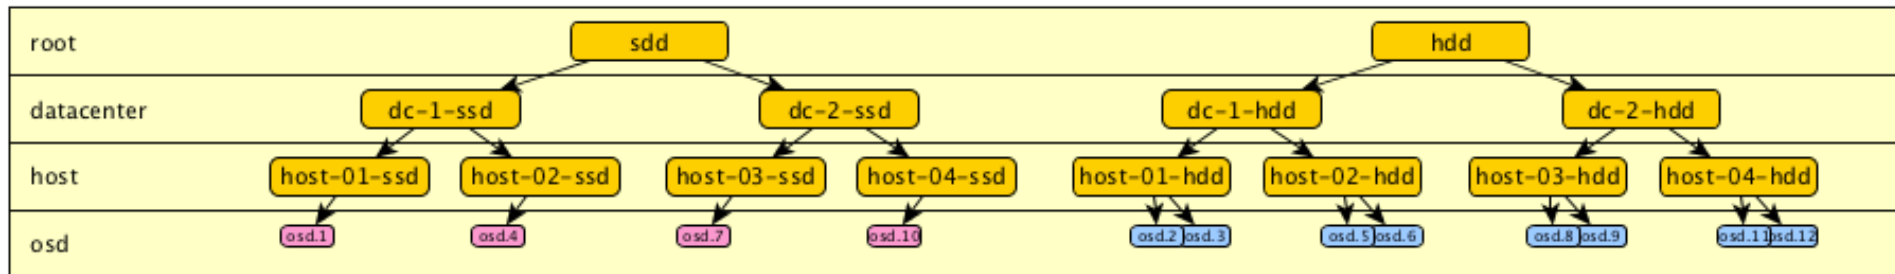 root sdd hdd
datacenter dc-1-ssd dc-2-ssd dc-1-hdd dc-2-hdd
host host-01-ssd host-02-ssd host-03-ssd host-04-ssd host-01-hdd host-02-hdd host-03-hdd host-04-hdd
osd osd.1 osd.4 osd.7 osd.10 osd.2 osd.3 osd.5 osd.6 osd.8 osd.9 osd.11 osd.12